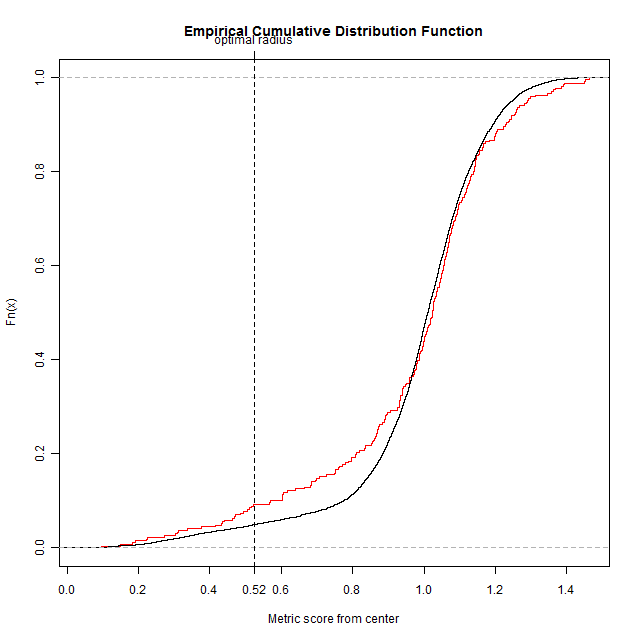 Empirical Cumulative Distribution Function
optimal radius
1.0
0.8
0.6
0.4
0.2
0.0
Fn(x)
0.0 0.2 0.4 0.52 0.6 0.8 1.0 1.2 1.4
Metric score from center